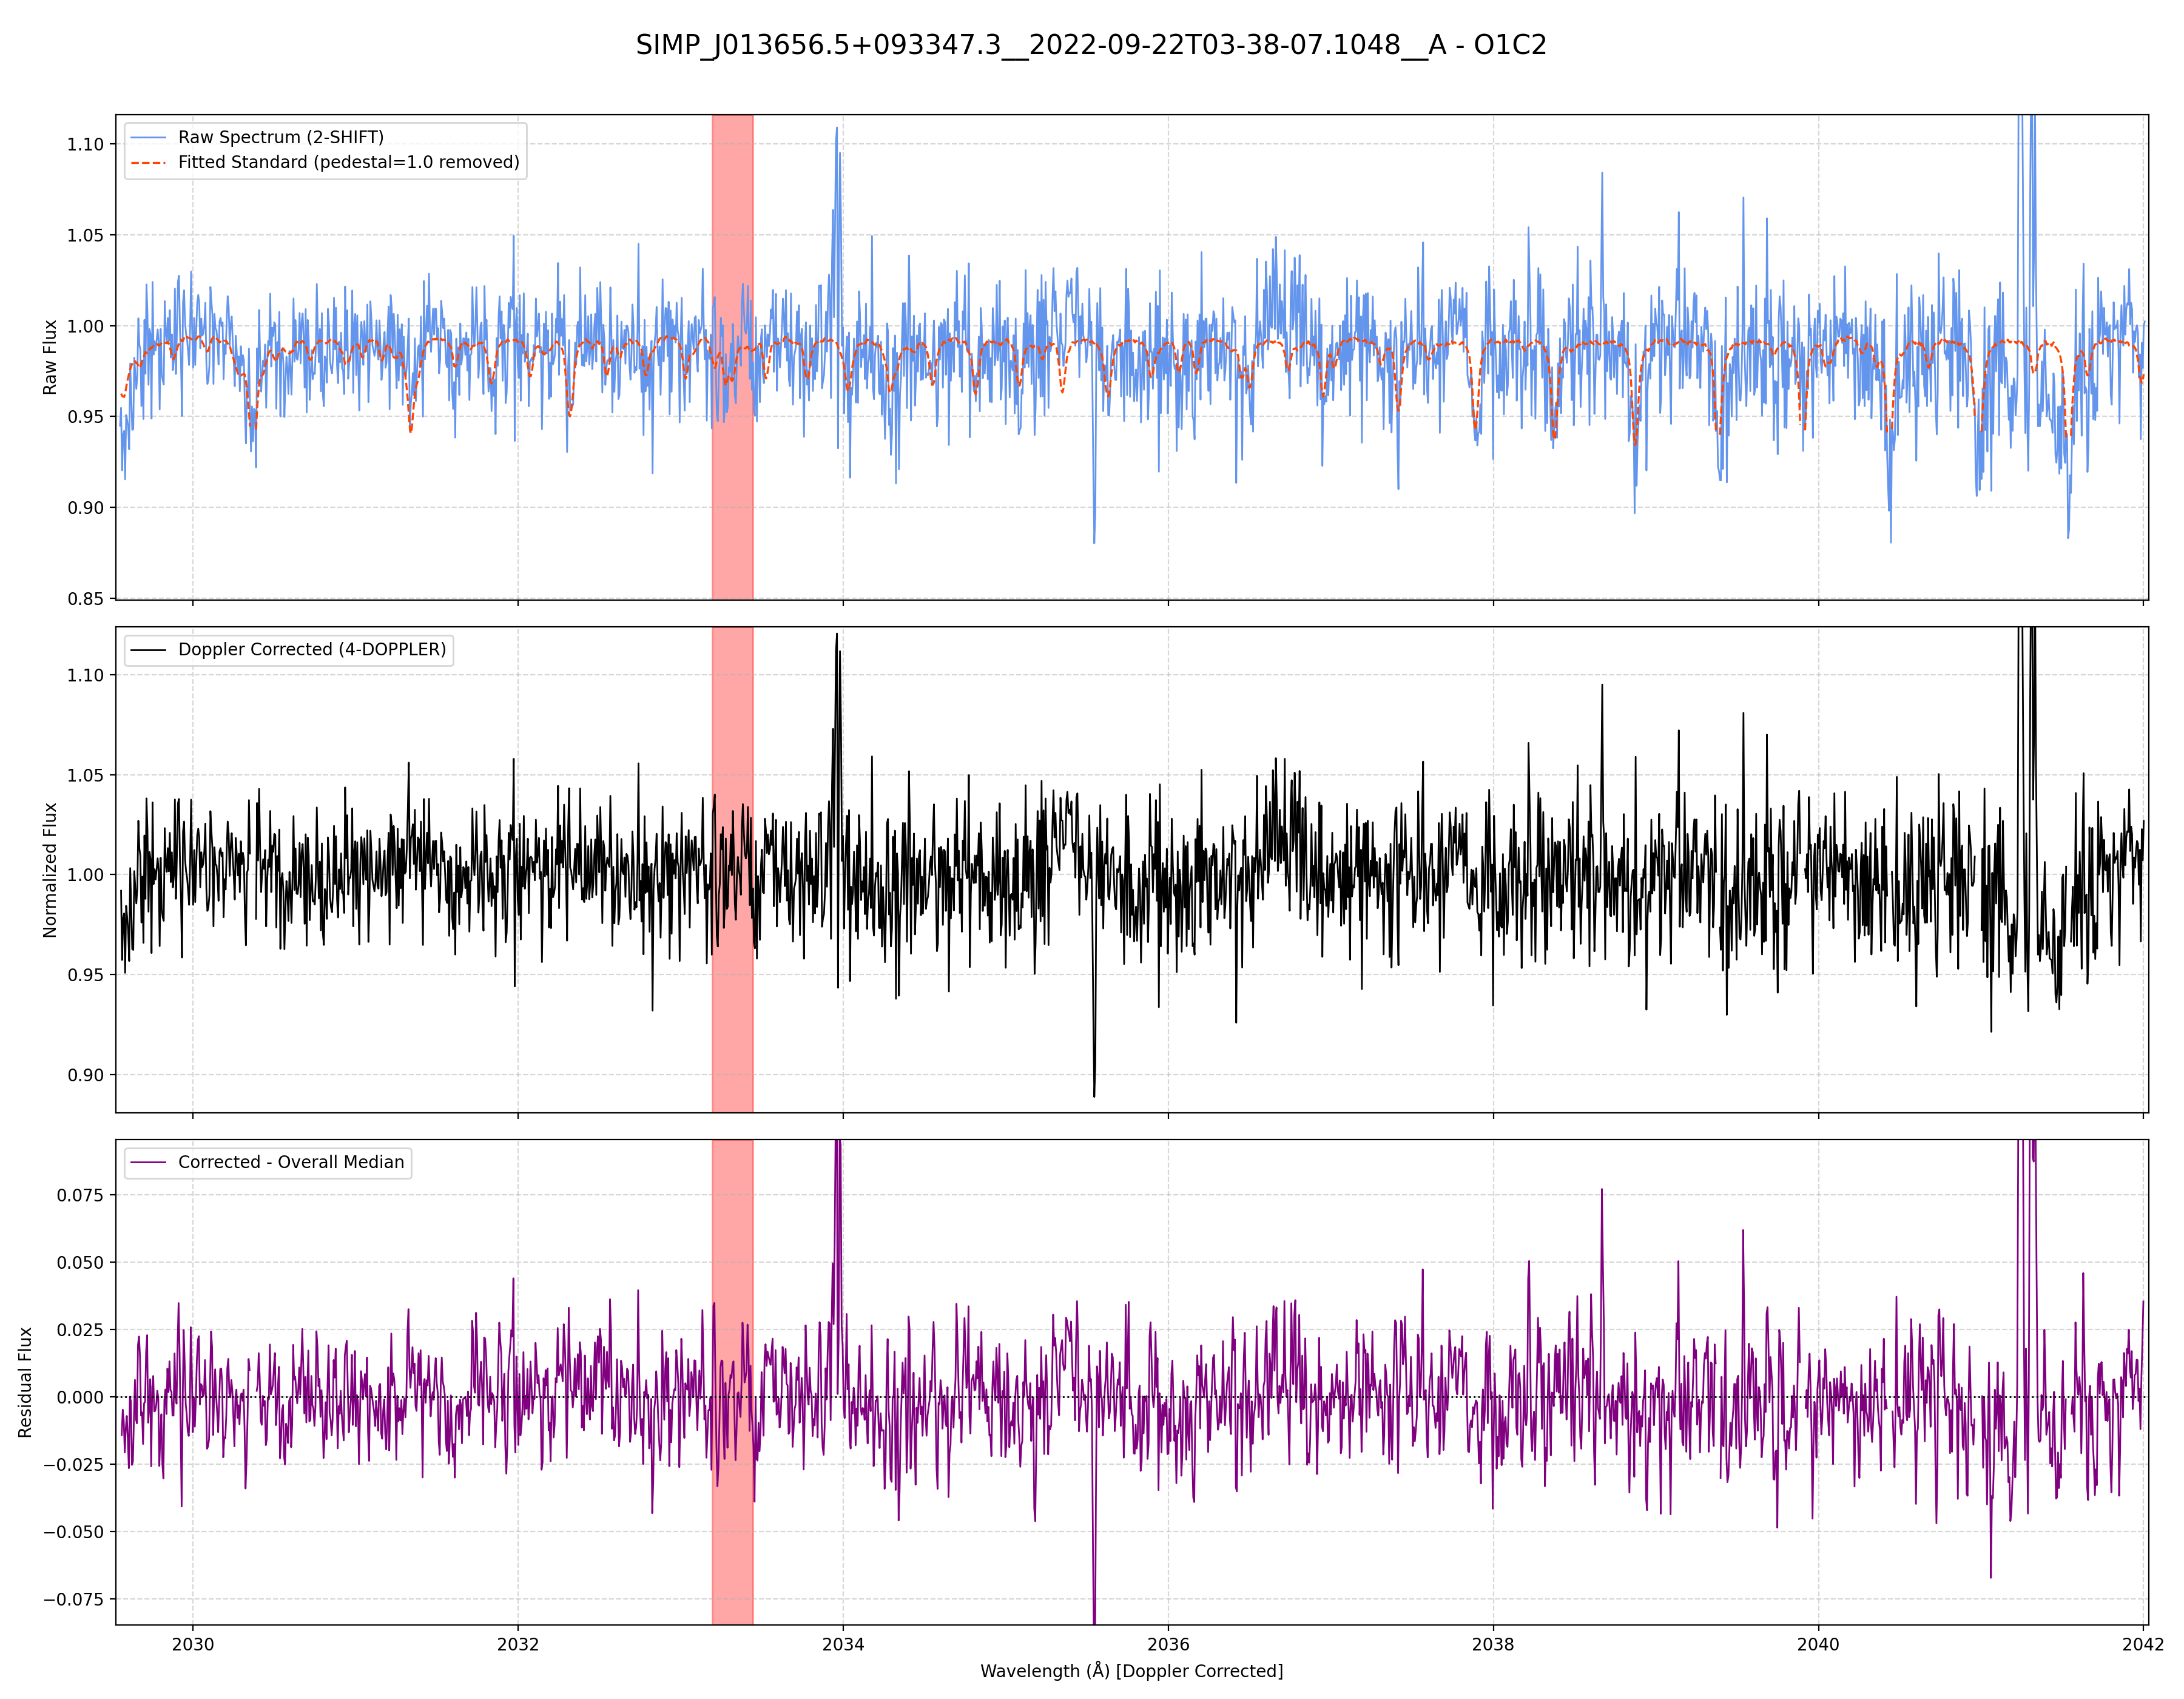 SIMP_J013656.5+093347.3__2022-09-22T03-38-07.1048__A - O1C2
Raw Spectrum (2-SHIFT)
Fitted Standard (pedestal=1.0 removed)
Raw Flux
1.10
1.05
1.00
0.95
0.90
0.85
Doppler Corrected (4-DOPPLER)
Normalized Flux
1.10
1.05
1.00
0.95
0.90
Corrected - Overall Median
Residual Flux
0.075
0.050
0.025
0.000
−0.025
−0.050
−0.075
2030 2032 2034 2036 2038 2040 2042
Wavelength (Å) [Doppler Corrected]